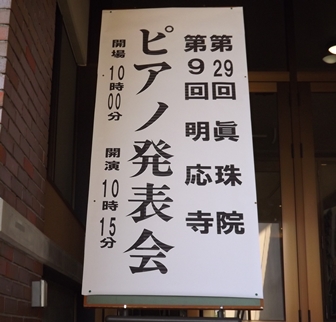 第29回 眞珠院
第9回 明応寺
ピアノ発表会
開場 10時00分 開演 10時15分